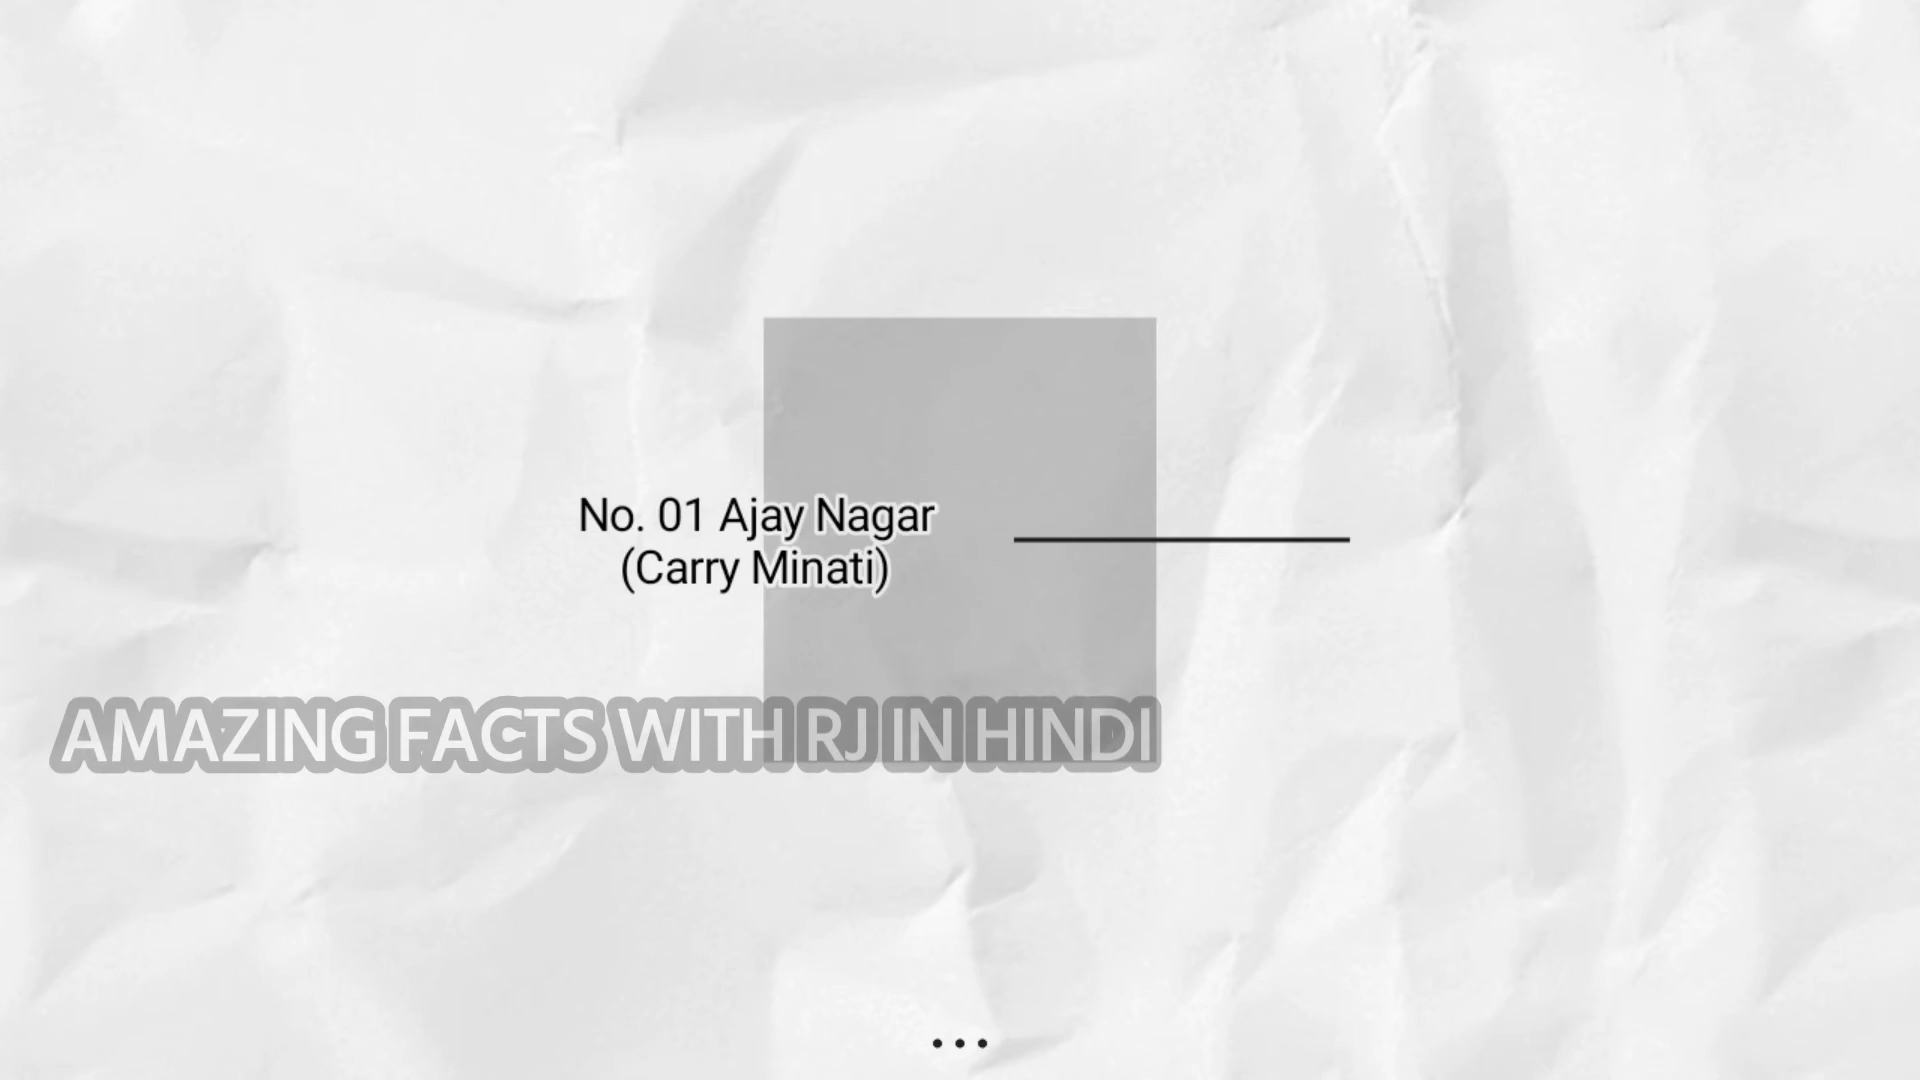 No. 01 Ajay Nagar
(Carry Minati)
AMAZING FACTS WITH RJ IN HINDI